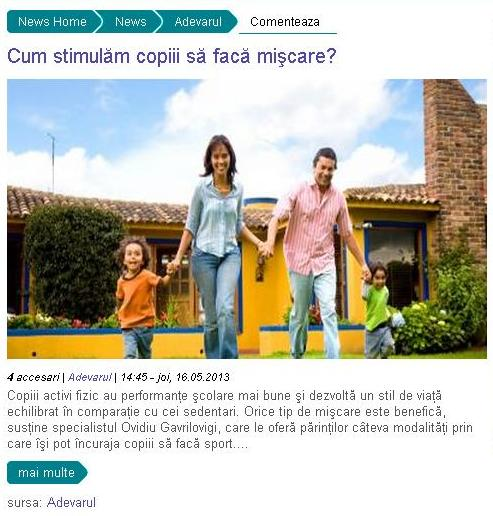 News Home News Adevarul Comenteaza
Cum stimulăm copiii să facă mişcare?
4 accesari | Adevarul | 14:45 - joi, 16.05.2013
Copiii activi fizic au performanţe şcolare mai bune şi dezvoltă un stil de viaţă
echilibrat în comparaţie cu cei sedentari. Orice tip de mişcare este benefică,
susţine specialistul Ovidiu Gavrilovigi, care le oferă părinţilor câteva modalităţi prin
care îşi pot încuraja copiii să facă sport....
mai multe
sursa: Adevarul